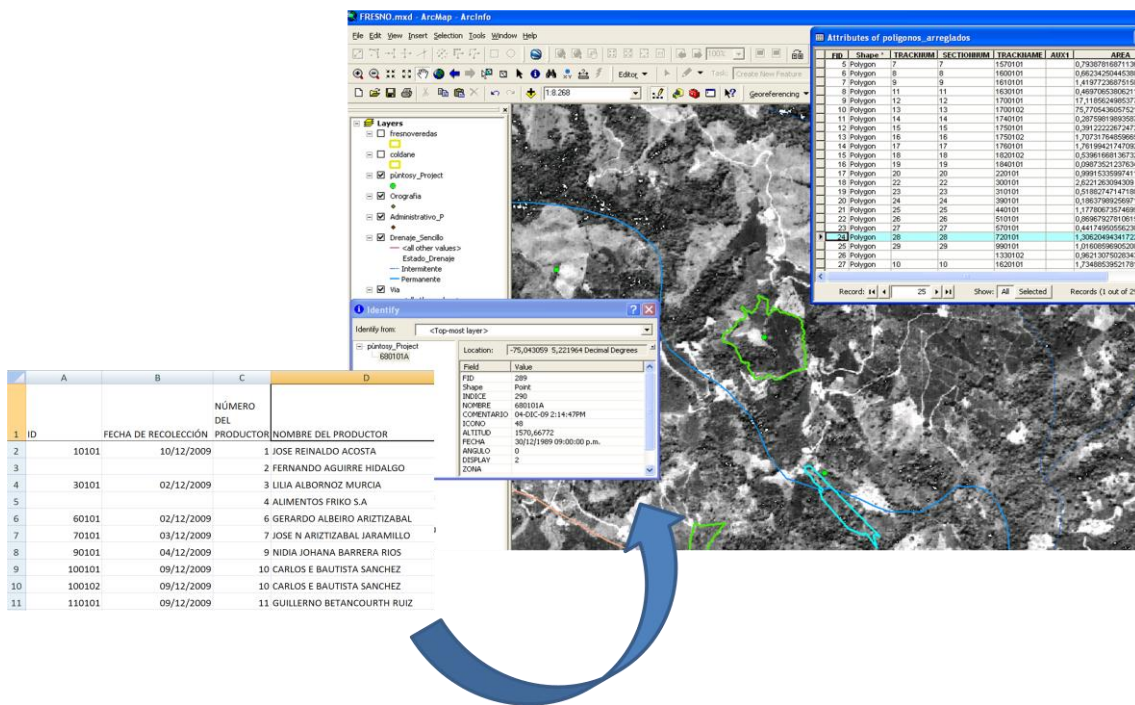 FRESNO.mxd - ArcMap - ArcInfo
File Edit View Insert Selection Tools Window Help
100%
Editor Task: Create New Feature
1:8.268 Georeferencing
Layers
fresnoveredas
coldane
püntosy_Project
Orografia
Administrativo_P
Drenaje_Sencillo
<all other values>
Estado_Drenaje
Intermitente
Permanente
Via
Attributes of poligonos_arreglados
FID Shape * TRACKNUM SECTIONNUM TRACKNAME AUX1 AREA
5 Polygon 7 7 1570101
6 Polygon 8 8 1600101
7 Polygon 9 9 1610101
8 Polygon 11 11 1630101
9 Polygon 12 12 1700101
10 Polygon 13 13 1700102
11 Polygon 14 14 1740101
12 Polygon 15 15 1750101
13 Polygon 16 16 1750102
14 Polygon 17 17 1760101
15 Polygon 18 18 1820102
16 Polygon 19 19 1840101
17 Polygon 20 20 220101
18 Polygon 22 22 300101
19 Polygon 23 23 310101
20 Polygon 24 24 390101
21 Polygon 25 25 440101
22 Polygon 26 26 510101
23 Polygon 27 27 570101
24 Polygon 28 28 720101
25 Polygon 29 29 990101
26 Polygon 1330102
27 Polygon 10 10 1620101
Record: 25 Show: All Selected Records (1 out of 25
Identify
Identify from: <Top-most layer>
püntosy_Project
680101A
Location: -75,043059 5,221964 Decimal Degrees
Field Value
FID 289
Shape Point
INDICE 290
NOMBRE 680101A
COMENTARIO 04-DIC-09 2:14:47PM
ICONO 48
ALTITUD 1570,66772
FECHA 30/12/1989 09:00:00 p.m.
ANGULO 0
DISPLAY 2
ZONA
A B C D
1 ID FECHA DE RECOLECCIÓN NÚMERO DEL PRODUCTOR NOMBRE DEL PRODUCTOR
2 10101 10/12/2009 1 JOSE REINALDO ACOSTA
3 2 FERNANDO AGUIRRE HIDALGO
4 30101 02/12/2009 3 LILIA ALBORNOZ MURCIA
5 4 ALIMENTOS FRIKO S.A
6 60101 02/12/2009 6 GERARDO ALBEIRO ARIZTIZABAL
7 70101 03/12/2009 7 JOSE N ARIZTIZABAL JARAMILLO
8 90101 04/12/2009 9 NIDIA JOHANA BARRERA RIOS
9 100101 09/12/2009 10 CARLOS E BAUTISTA SANCHEZ
10 100102 09/12/2009 10 CARLOS E BAUTISTA SANCHEZ
11 110101 09/12/2009 11 GUILLERNO BETANCOURTH RUIZ